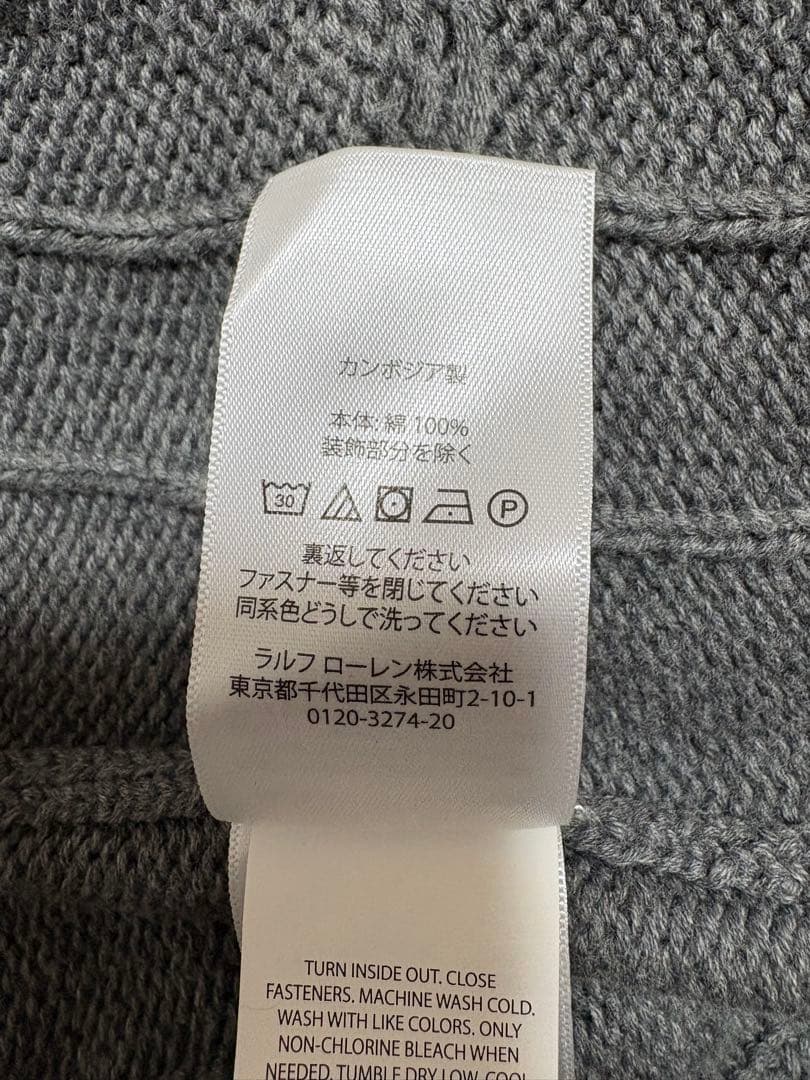 カンボジア製
本体: 綿 100%
装飾部分を除く
30 P
裏返してください
ファスナー等を閉じてください
同系色どうしで洗ってください
ラルフ ローレン株式会社
東京都千代田区永田町2-10-1
0120-3274-20
TURN INSIDE OUT. CLOSE
FASTENERS. MACHINE WASH COLD.
WASH WITH LIKE COLORS. ONLY
NON-CHLORINE BLEACH WHEN
NEEDED. TUMBLE DRY LOW. COOL